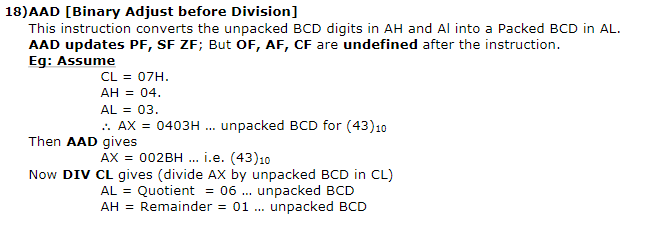 18)AAD [Binary Adjust before Division]
This instruction converts the unpacked BCD digits in AH and Al into a Packed BCD in AL.
AAD updates PF, SF ZF; But OF, AF, CF are undefined after the instruction.
Eg: Assume
CL = 07H.
AH = 04.
AL = 03.
∴ AX = 0403H ... unpacked BCD for (43)10
Then AAD gives
AX = 002BH ... i.e. (43)10
Now DIV CL gives (divide AX by unpacked BCD in CL)
AL = Quotient = 06 ... unpacked BCD
AH = Remainder = 01 ... unpacked BCD